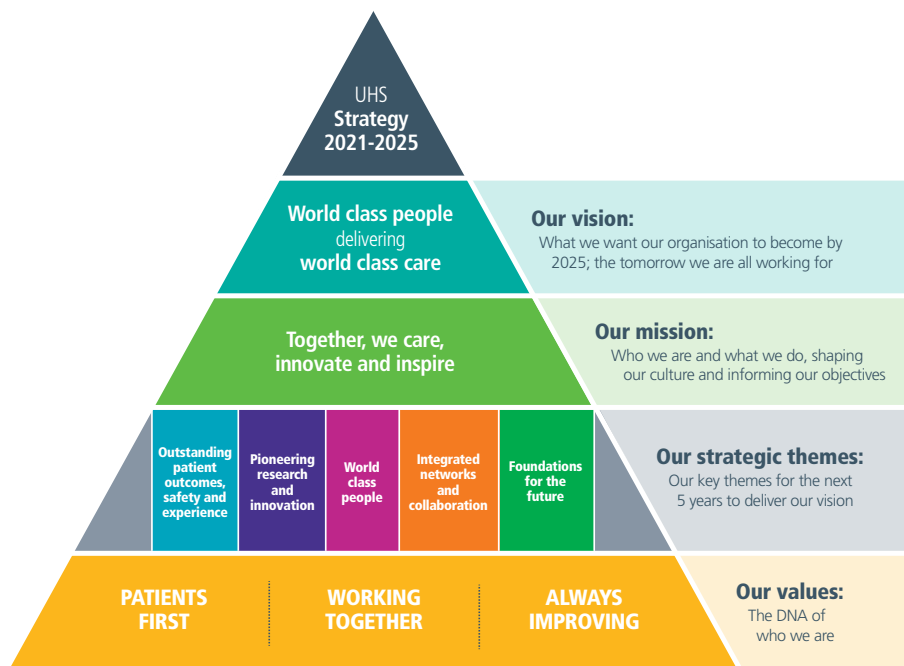 UHS
Strategy
2021-2025
World class people
delivering
world class care
Our vision:
What we want our organisation to become by
2025; the tomorrow we are all working for
Together, we care,
innovate and inspire
Our mission:
Who we are and what we do, shaping
our culture and informing our objectives
Outstanding
patient
outcomes,
safety and
experience
Pioneering
research
and
innovation
World
class
people
Integrated
networks
and
collaboration
Foundations
for the
future
Our strategic themes:
Our key themes for the next
5 years to deliver our vision
PATIENTS
FIRST
WORKING
TOGETHER
ALWAYS
IMPROVING
Our values:
The DNA of
who we are